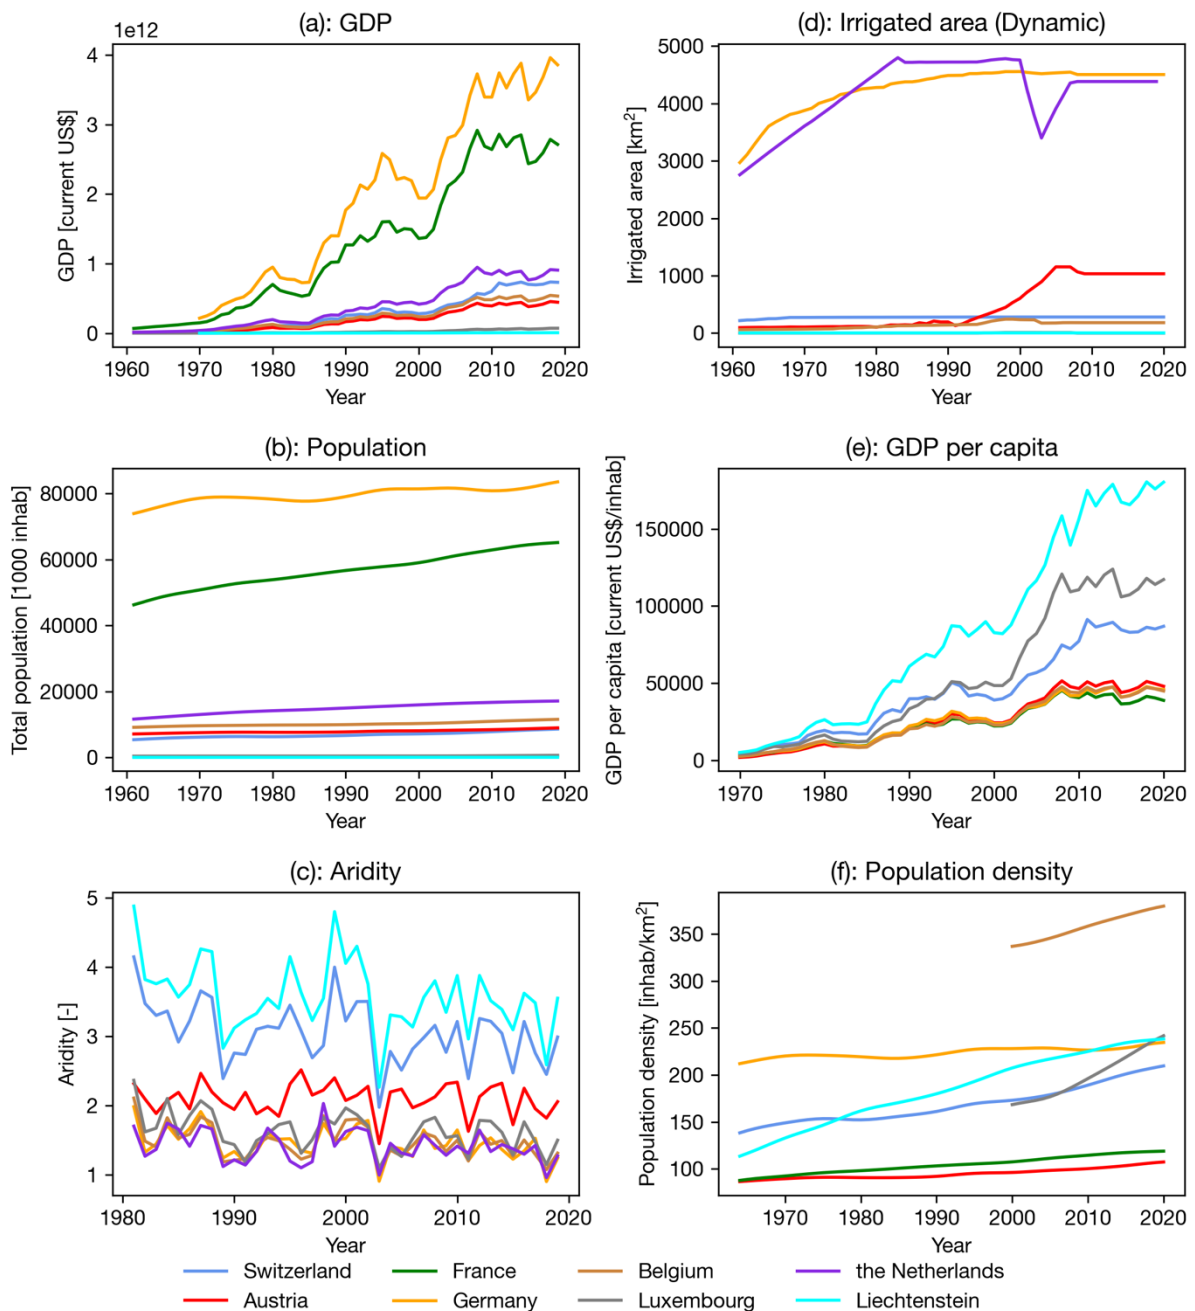 (a): GDP
1e12
GDP [current US$]
4
3
2
1
0
1960 1970 1980 1990 2000 2010 2020
Year
(d): Irrigated area (Dynamic)
Irrigated area [km²]
5000
4000
3000
2000
1000
0
1960 1970 1980 1990 2000 2010 2020
Year
(b): Population
Total population [1000 inhab]
80000
60000
40000
20000
0
1960 1970 1980 1990 2000 2010 2020
Year
(e): GDP per capita
GDP per capita [current US$/inhab]
150000
100000
50000
0
1970 1980 1990 2000 2010 2020
Year
(c): Aridity
Aridity [-]
5
4
3
2
1
1980 1990 2000 2010 2020
Year
(f): Population density
Population density [inhab/km²]
350
300
250
200
150
100
1970 1980 1990 2000 2010 2020
Year
Switzerland France Belgium the Netherlands
Austria Germany Luxembourg Liechtenstein